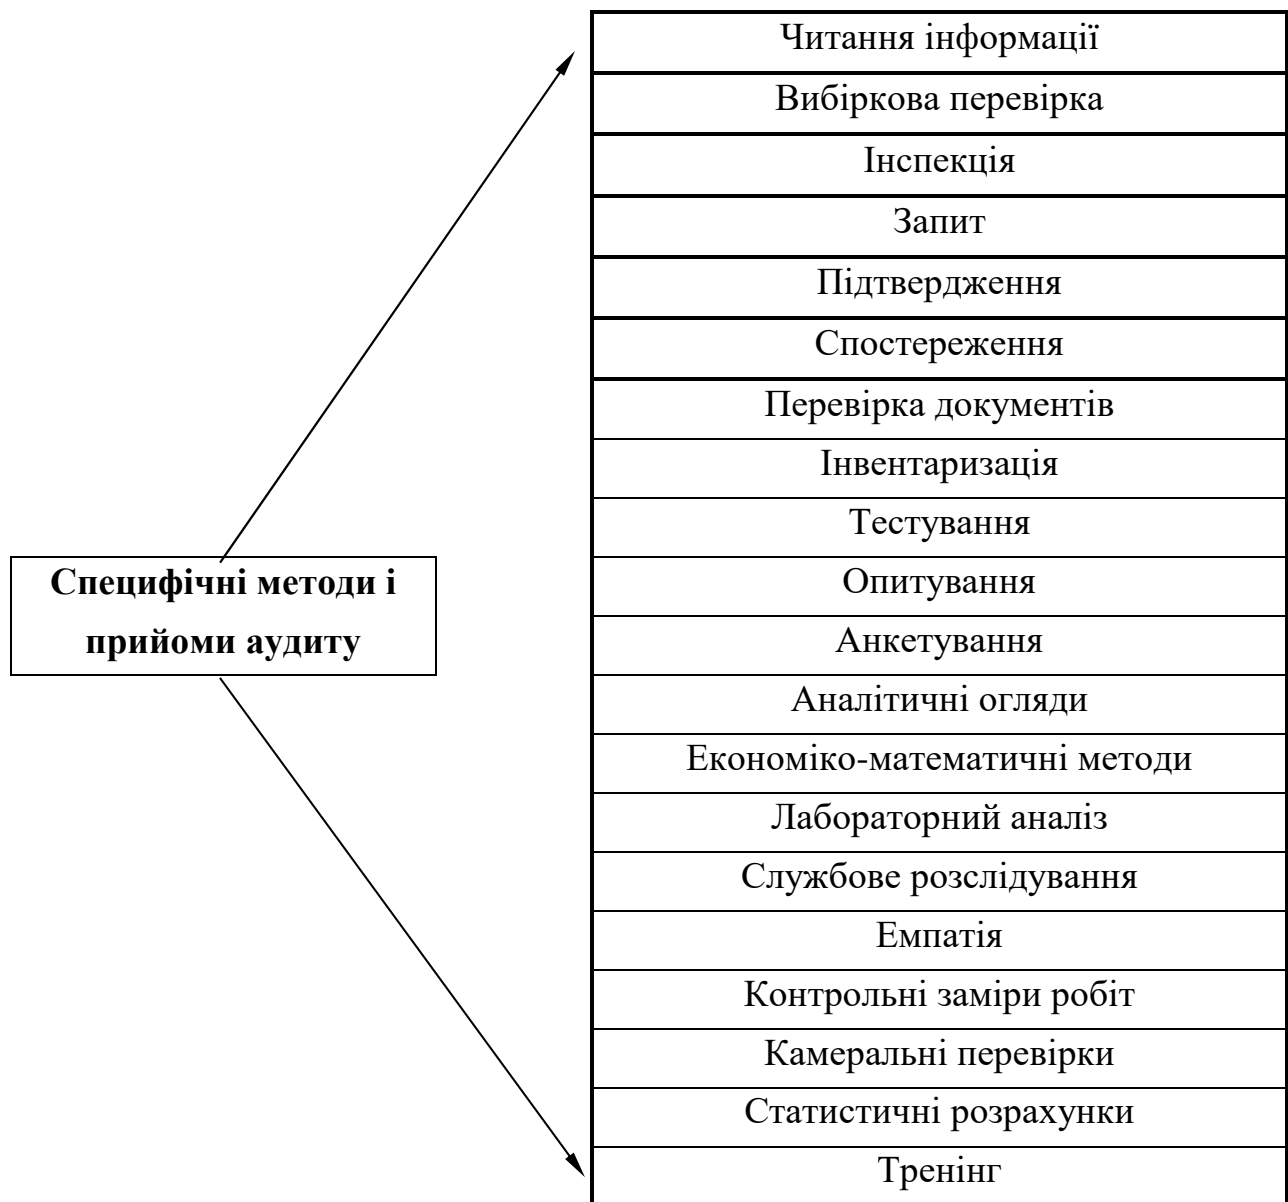 Читання інформації
Вибіркова перевірка
Інспекція
Запит
Підтвердження
Спостереження
Перевірка документів
Інвентаризація
Тестування
Опитування
Анкетування
Аналітичні огляди
Економіко-математичні методи
Лабораторний аналіз
Службове розслідування
Емпатія
Контрольні заміри робіт
Камеральні перевірки
Статистичні розрахунки
Тренінг
Специфічні методи і
прийоми аудиту